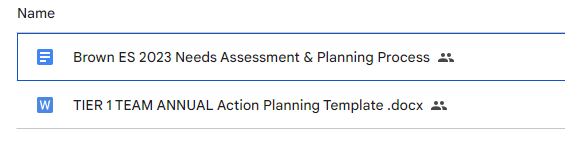 Name
Brown ES 2023 Needs Assessment & Planning Process
W TIER 1 TEAM ANNUAL Action Planning Template .docx